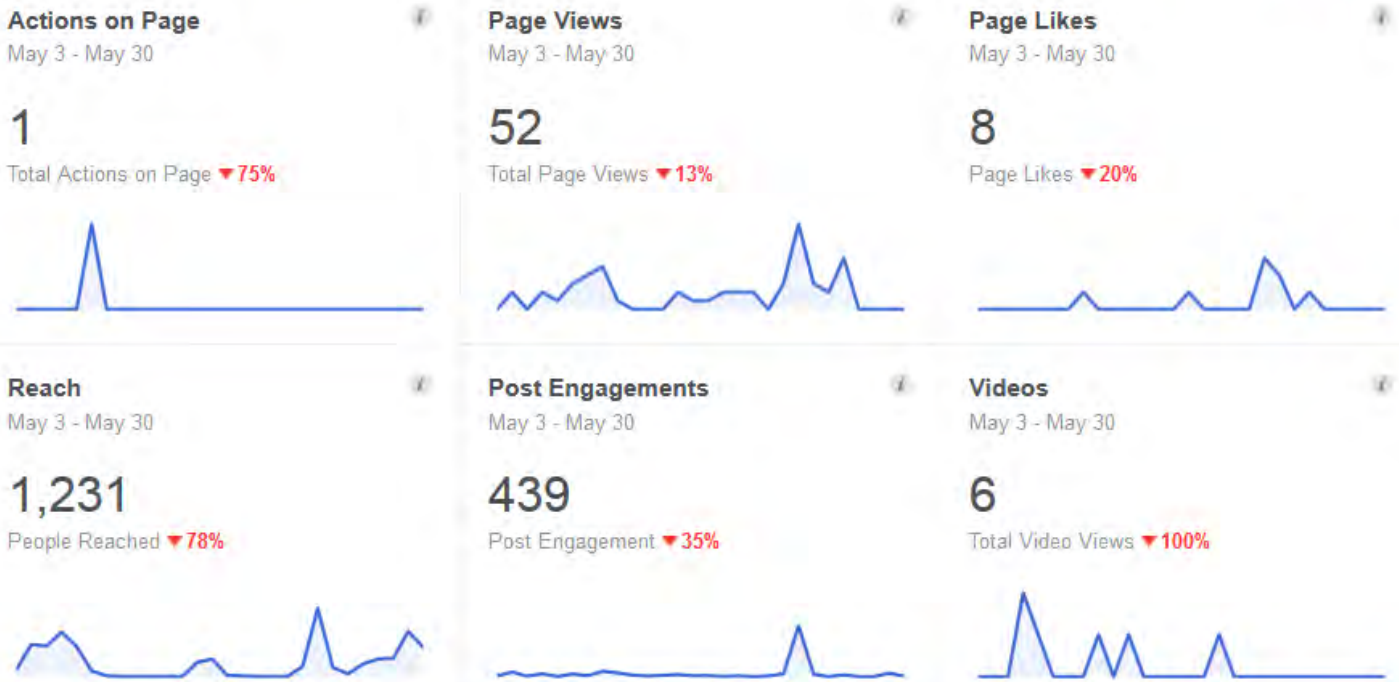 Actions on Page
May 3 - May 30
1
Total Actions on Page ▼75%
Page Views
May 3 - May 30
52
Total Page Views ▼13%
Page Likes
May 3 - May 30
8
Page Likes ▼20%
Reach
May 3 - May 30
1,231
People Reached ▼78%
Post Engagements
May 3 - May 30
439
Post Engagement ▼35%
Videos
May 3 - May 30
6
Total Video Views ▼100%